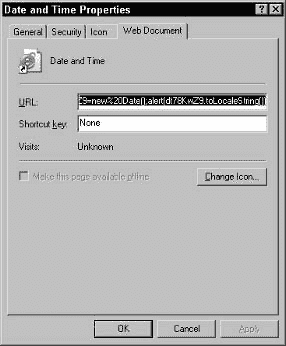 Date and Time Properties
General Security Icon Web Document
Date and Time
URL: =new%20Date();alert(dt78KwZ9.toLocaleString())
Shortcut key: None
Visits: Unknown
Make this page available offline
Change Icon...
OK Cancel Apply